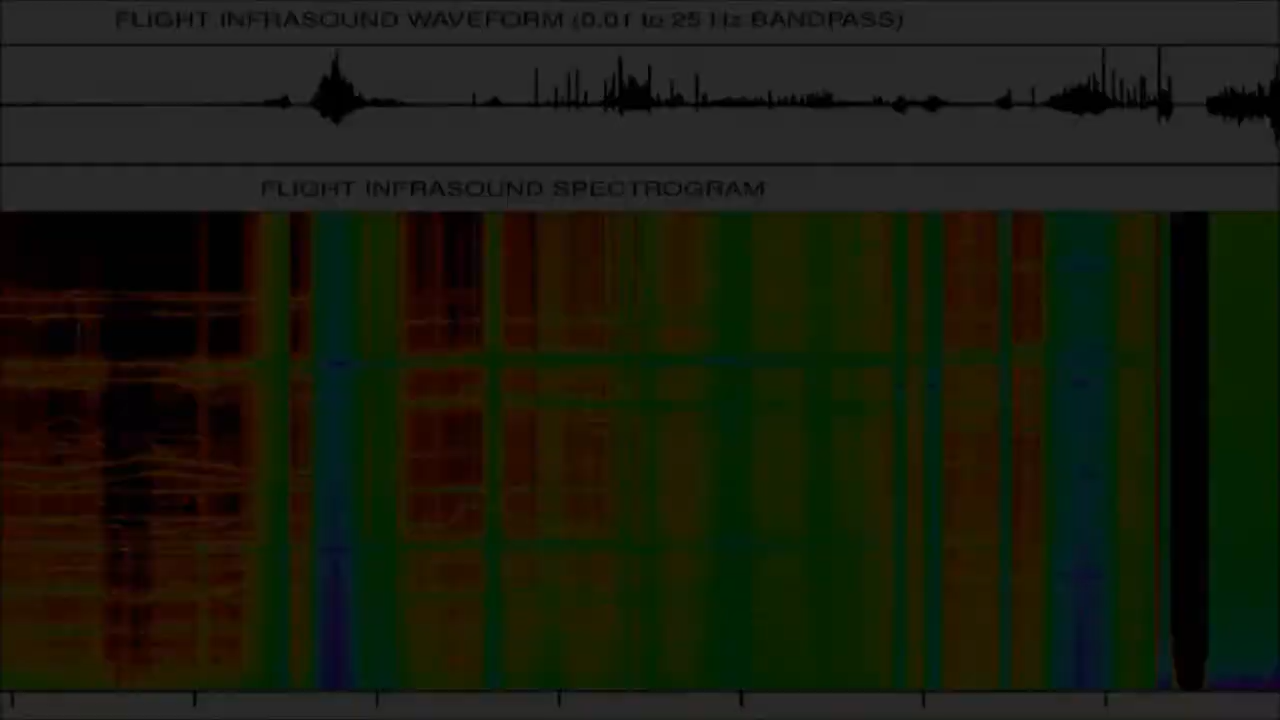 FLIGHT INFRASOUND WAVEFORM (0.01 to 25 Hz BANDPASS)
FLIGHT INFRASOUND SPECTROGRAM